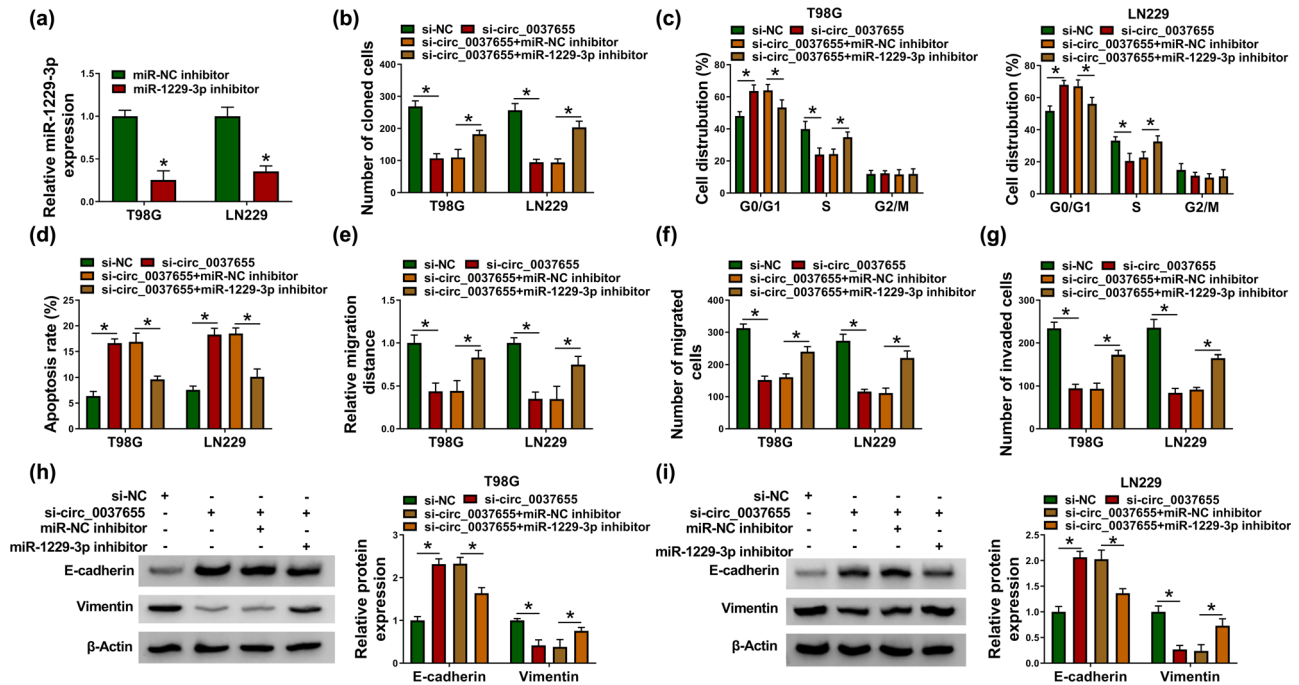 (a)
miR-NC inhibitor
miR-1229-3p inhibitor
Relative miR-1229-3p
expression
1.5
1.0
0.5
0.0
*
*
T98G
LN229
(b)
si-NC si-circ_0037655
si-circ_0037655+miR-NC inhibitor
si-circ_0037655+miR-1229-3p inhibitor
Number of cloned cells
400
300
200
100
0
* * * *
T98G
LN229
(c)
T98G
si-NC si-circ_0037655
si-circ_0037655+miR-NC inhibitor
si-circ_0037655+miR-1229-3p inhibitor
Cell distrubution (%)
80
60
40
20
0
* * * *
G0/G1 S G2/M
LN229
si-NC si-circ_0037655
si-circ_0037655+miR-NC inhibitor
si-circ_0037655+miR-1229-3p inhibitor
Cell distrubution (%)
80
60
40
20
0
* * * *
G0/G1 S G2/M
(d)
si-NC si-circ_0037655
si-circ_0037655+miR-NC inhibitor
si-circ_0037655+miR-1229-3p inhibitor
Apoptosis rate (%)
25
20
15
10
5
0
* * * *
T98G
LN229
(e)
si-NC si-circ_0037655
si-circ_0037655+miR-NC inhibitor
si-circ_0037655+miR-1229-3p inhibitor
Relative migration
distance
1.5
1.0
0.5
0.0
* * * *
T98G
LN229
(f)
si-NC si-circ_0037655
si-circ_0037655+miR-NC inhibitor
si-circ_0037655+miR-1229-3p inhibitor
Number of migrated
cells
400
300
200
100
0
* * * *
T98G
LN229
(g)
si-NC si-circ_0037655
si-circ_0037655+miR-NC inhibitor
si-circ_0037655+miR-1229-3p inhibitor
Number of invaded cells
300
200
100
0
* * * *
T98G
LN229
(h)
si-NC + - - -
si-circ_0037655 - + + +
miR-NC inhibitor - - + -
miR-1229-3p inhibitor - - - +
E-cadherin
Vimentin
β-Actin
T98G
si-NC si-circ_0037655
si-circ_0037655+miR-NC inhibitor
si-circ_0037655+miR-1229-3p inhibitor
Relative protein
expression
3
2
1
0
* * * *
E-cadherin Vimentin
(i)
si-NC + - - -
si-circ_0037655 - + + +
miR-NC inhibitor - - + -
miR-1229-3p inhibitor - - - +
E-cadherin
Vimentin
β-Actin
LN229
si-NC si-circ_0037655
si-circ_0037655+miR-NC inhibitor
si-circ_0037655+miR-1229-3p inhibitor
Relative protein
expression
2.5
2.0
1.5
1.0
0.5
0.0
* * * *
E-cadherin Vimentin